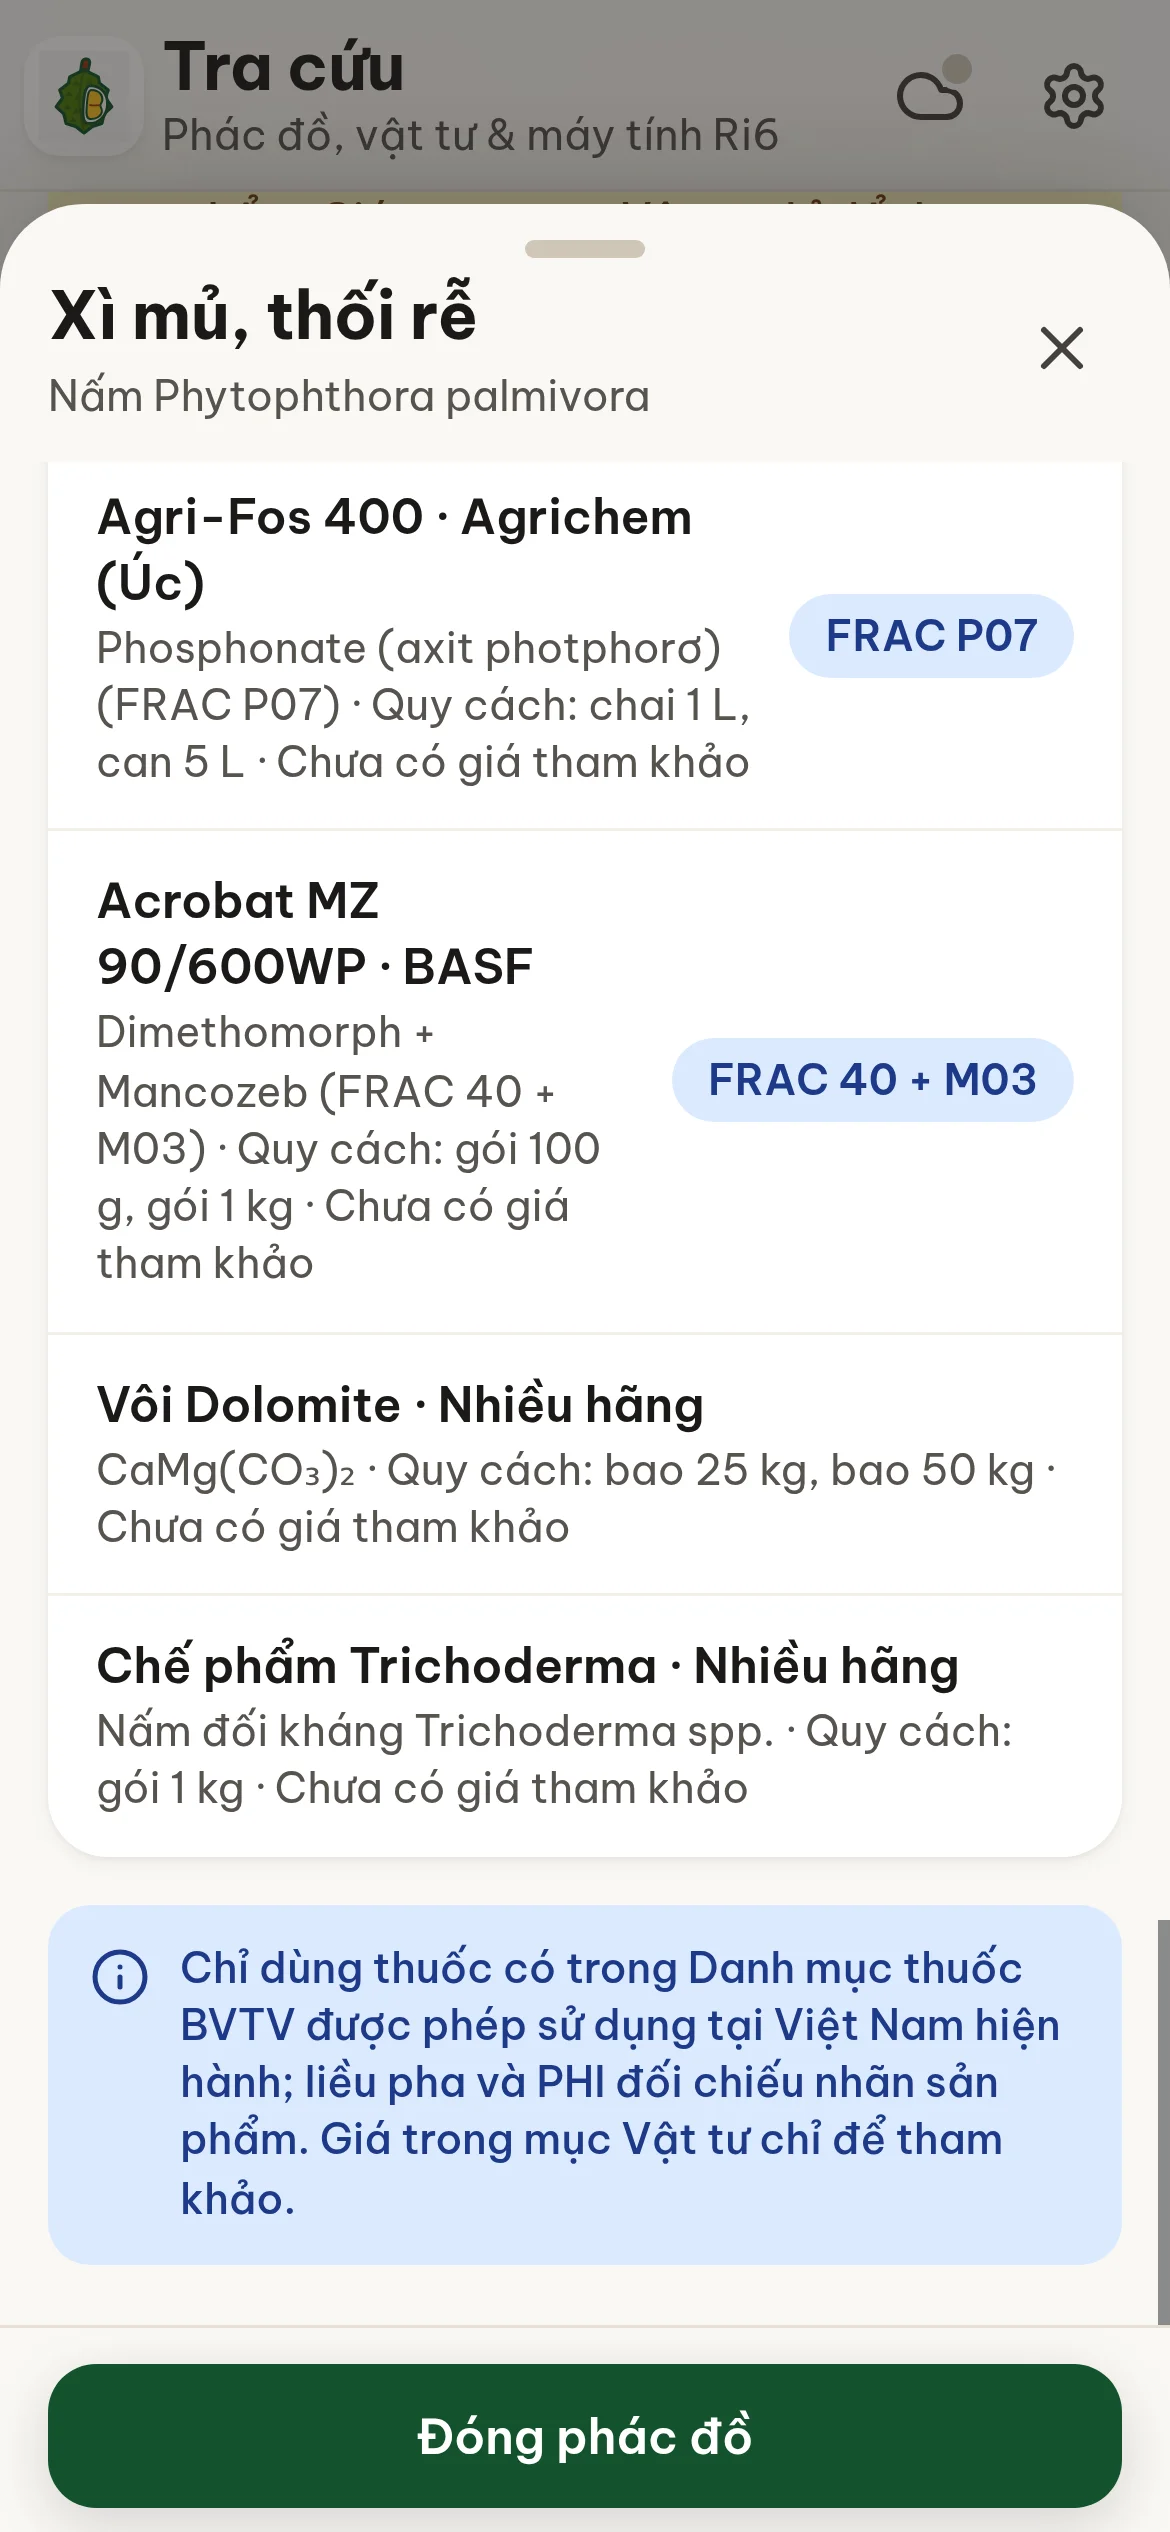 Tra cứu
Phác đồ, vật tư & máy tính Ri6
Xì mủ, thối rễ
Nấm Phytophthora palmivora
Agri-Fos 400 · Agrichem
(Úc)
Phosphonate (axit photphorơ)
(FRAC P07) · Quy cách: chai 1 L,
can 5 L · Chưa có giá tham khảo
FRAC P07
Acrobat MZ
90/600WP · BASF
Dimethomorph +
Mancozeb (FRAC 40 +
M03) · Quy cách: gói 100
g, gói 1 kg · Chưa có giá
tham khảo
FRAC 40 + M03
Vôi Dolomite · Nhiều hãng
CaMg(CO₃)₂ · Quy cách: bao 25 kg, bao 50 kg ·
Chưa có giá tham khảo
Chế phẩm Trichoderma · Nhiều hãng
Nấm đối kháng Trichoderma spp. · Quy cách:
gói 1 kg · Chưa có giá tham khảo
Chỉ dùng thuốc có trong Danh mục thuốc
BVTV được phép sử dụng tại Việt Nam hiện
hành; liều pha và PHI đối chiếu nhãn sản
phẩm. Giá trong mục Vật tư chỉ để tham
khảo.
Đóng phác đồ